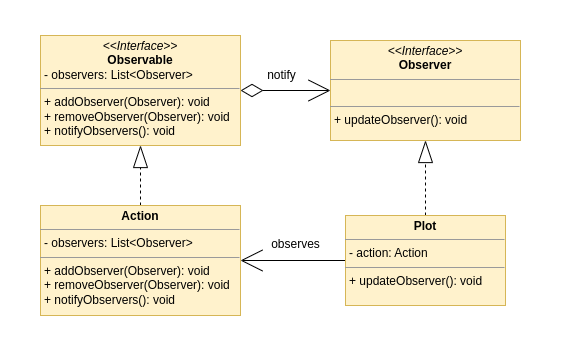 <<Interface>>
Observable
- observers: List<Observer>
+ addObserver(Observer): void
+ removeObserver(Observer): void
+ notifyObservers(): void
notify
<<Interface>>
Observer
+ updateObserver(): void
Action
- observers: List<Observer>
+ addObserver(Observer): void
+ removeObserver(Observer): void
+ notifyObservers(): void
observes
Plot
- action: Action
+ updateObserver(): void